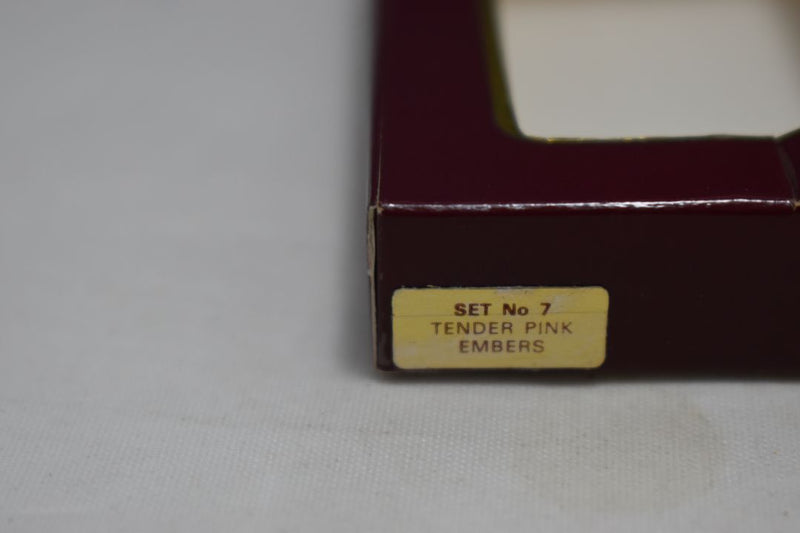 SET No 7
TENDER PINK
EMBERS